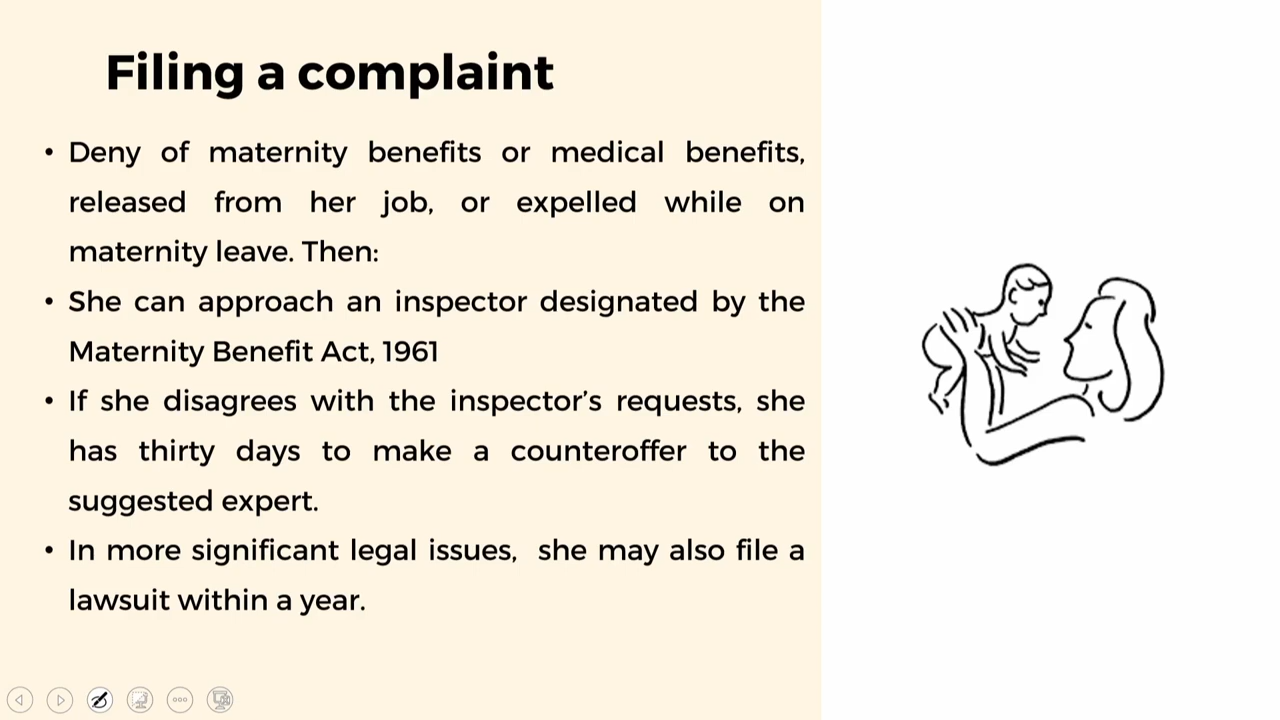 Filing a complaint
• Deny of maternity benefits or medical benefits,
released from her job, or expelled while on
maternity leave. Then:
• She can approach an inspector designated by the
Maternity Benefit Act, 1961
• If she disagrees with the inspector’s requests, she
has thirty days to make a counteroffer to the
suggested expert.
• In more significant legal issues, she may also file a
lawsuit within a year.